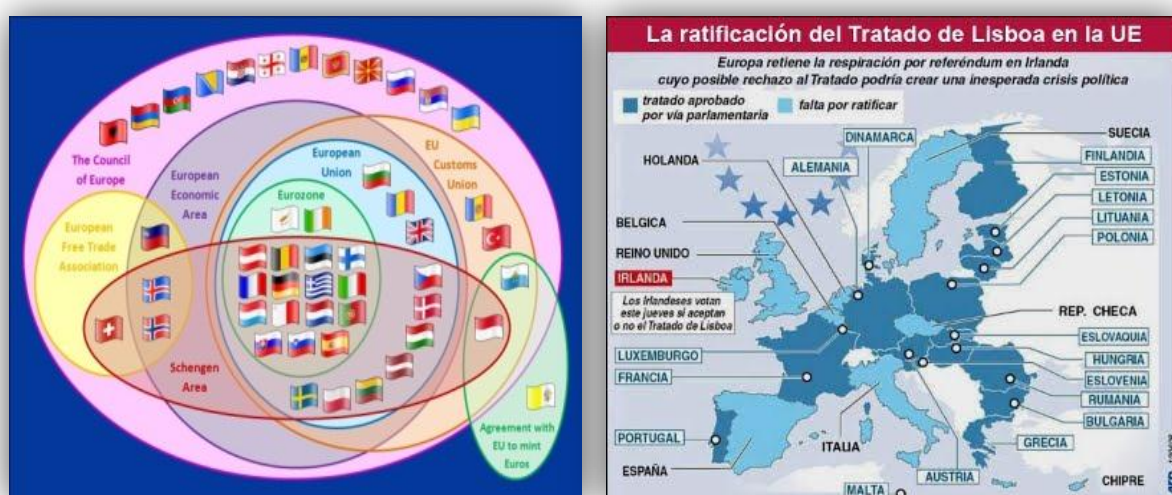 The Council
of Europe
European
Economic
Area
European
Free Trade
Association
European
Union
EU
Customs
Union
Eurozone
Schengen
Area
Agreement with
EU to mint
Euros
La ratificación del Tratado de Lisboa en la UE
Europa retiene la respiración por referéndum en Irlanda
cuyo posible rechazo al Tratado podría crear una inesperada crisis política
tratado aprobado
por vía parlamentaria
falta por ratificar
DINAMARCA
SUECIA
HOLANDA
ALEMANIA
FINLANDIA
ESTONIA
LETONIA
LITUANIA
POLONIA
BELGICA
REINO UNIDO
IRLANDA
Los Irlandeses votan
este jueves si aceptan
o no el Tratado de Lisboa
REP. CHECA
ESLOVAQUIA
HUNGRIA
ESLOVENIA
RUMANIA
BULGARIA
LUXEMBURGO
FRANCIA
PORTUGAL
ESPAÑA
ITALIA
GRECIA
AUSTRIA
MALTA
CHIPRE